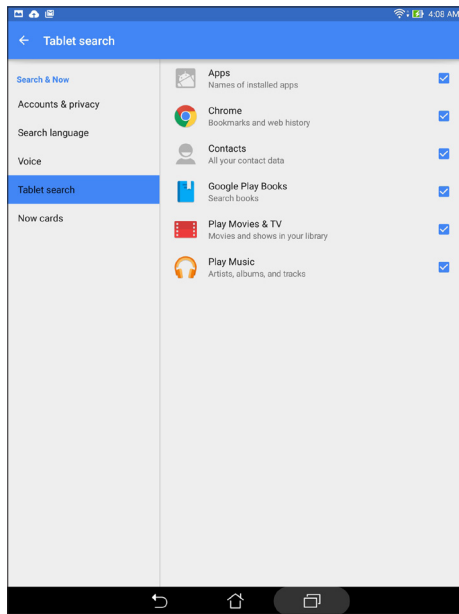 4:08 AM
Tablet search
Search & Now
Accounts & privacy
Search language
Voice
Tablet search
Now cards
Apps
Names of installed apps
Chrome
Bookmarks and web history
Contacts
All your contact data
Google Play Books
Search books
Play Movies & TV
Movies and shows in your library
Play Music
Artists, albums, and tracks